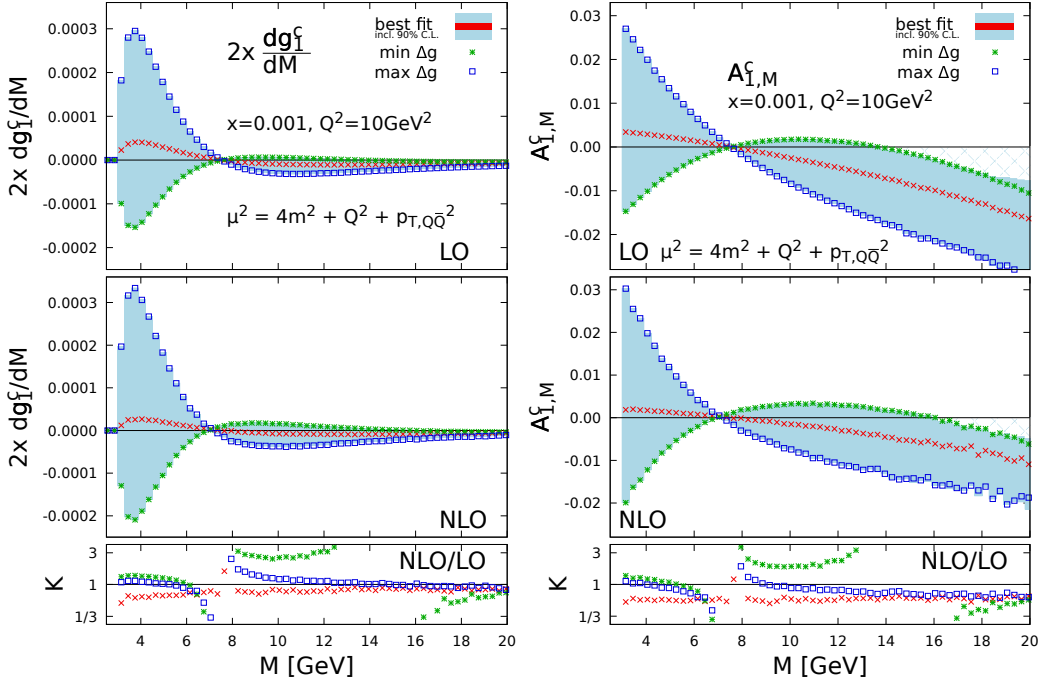 2x dg₁ᶜ/dM
0.0003
0.0002
0.0001
0.0000
-0.0001
-0.0002
2x dg₁ᶜ/dM
x=0.001, Q²=10GeV²
μ² = 4m² + Q² + p_T,QQ̅²
LO
best fit
incl. 90% C.L.
min Δg
max Δg
A₁,Mᶜ
0.03
0.02
0.01
0.00
-0.01
-0.02
A₁,Mᶜ
x=0.001, Q²=10GeV²
LO μ² = 4m² + Q² + p_T,QQ̅²
best fit
incl. 90% C.L.
min Δg
max Δg
2x dg₁ᶜ/dM
0.0003
0.0002
0.0001
0.0000
-0.0001
-0.0002
NLO
A₁,Mᶜ
0.03
0.02
0.01
0.00
-0.01
-0.02
NLO
K
3
1
1/3
NLO/LO
4 6 8 10 12 14 16 18 20
M [GeV]
K
3
1
1/3
NLO/LO
4 6 8 10 12 14 16 18 20
M [GeV]